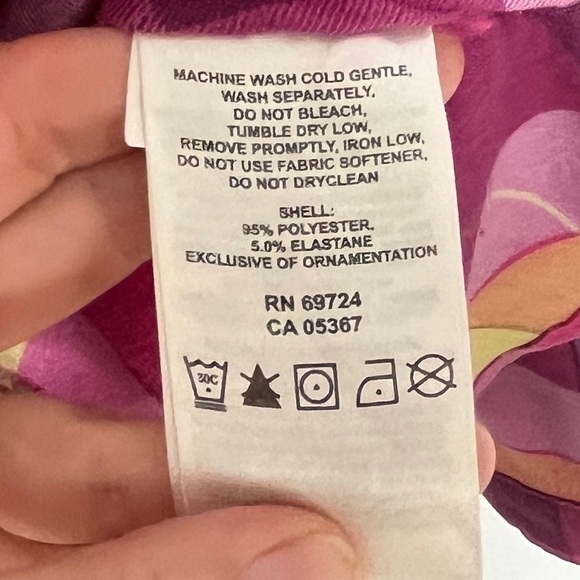 MACHINE WASH COLD GENTLE,
WASH SEPARATELY,
DO NOT BLEACH,
TUMBLE DRY LOW,
REMOVE PROMPTLY, IRON LOW,
DO NOT USE FABRIC SOFTENER,
DO NOT DRYCLEAN
SHELL:
95% POLYESTER,
5.0% ELASTANE
EXCLUSIVE OF ORNAMENTATION
RN 69724
CA 05367
30C